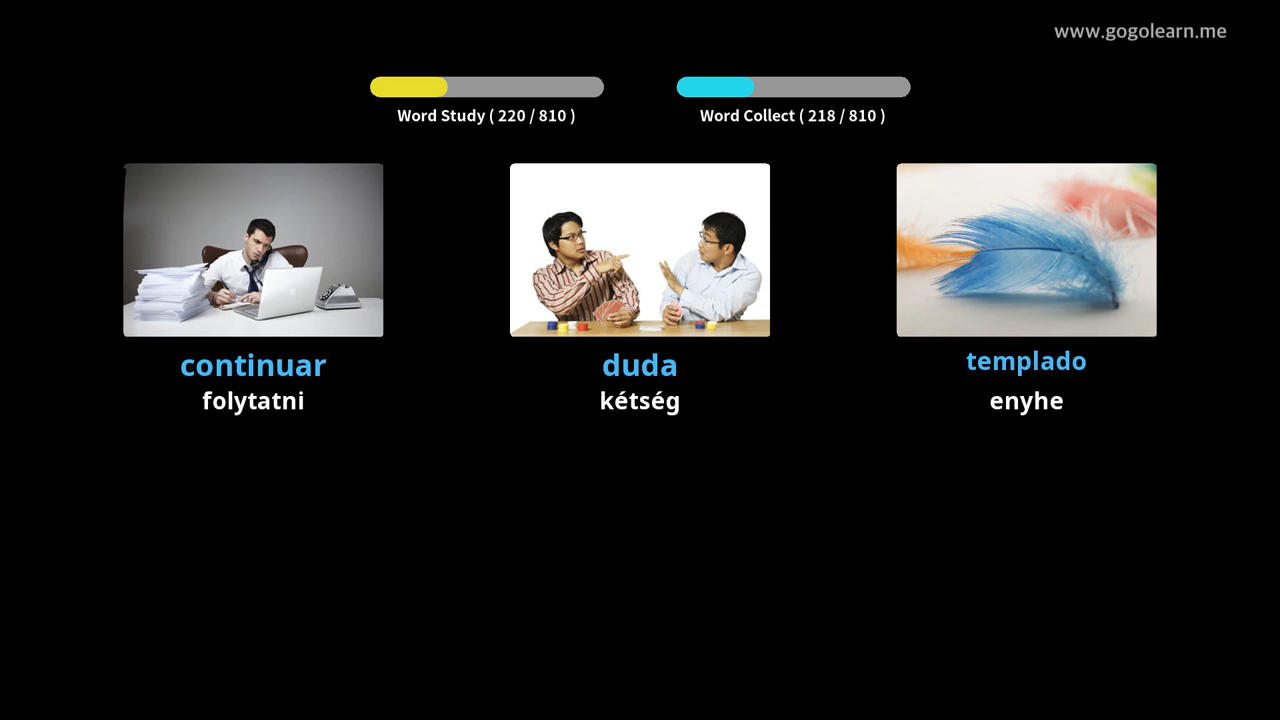 www.gogolearn.me
Word Study ( 220 / 810 )
Word Collect ( 218 / 810 )
continuar
folytatni
duda
kétség
templado
enyhe